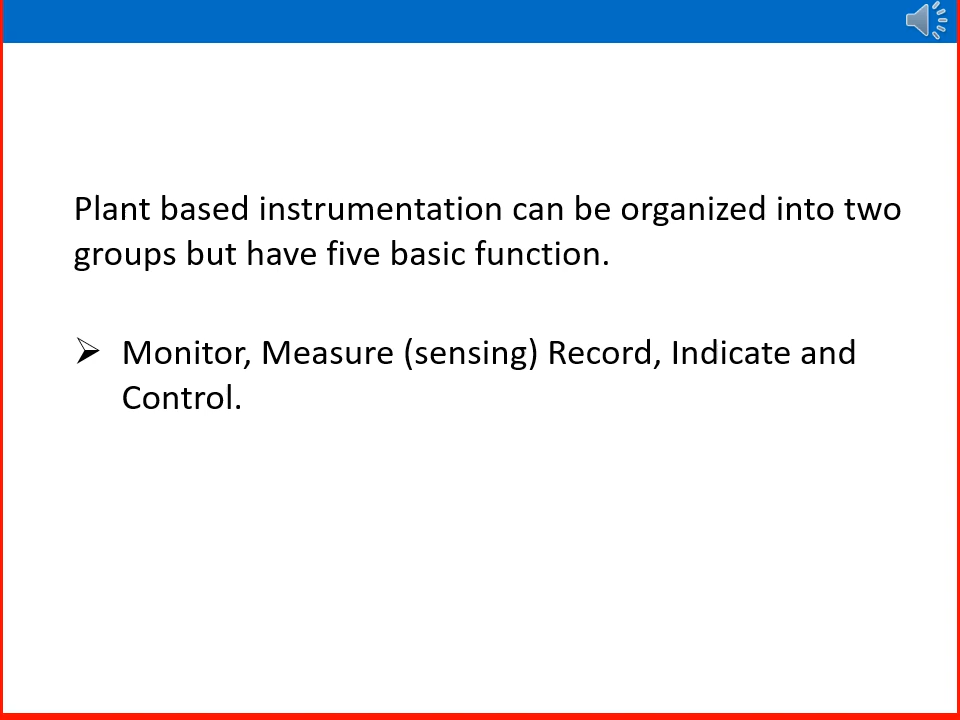 Plant based instrumentation can be organized into two
groups but have five basic function.
➢ Monitor, Measure (sensing) Record, Indicate and
Control.